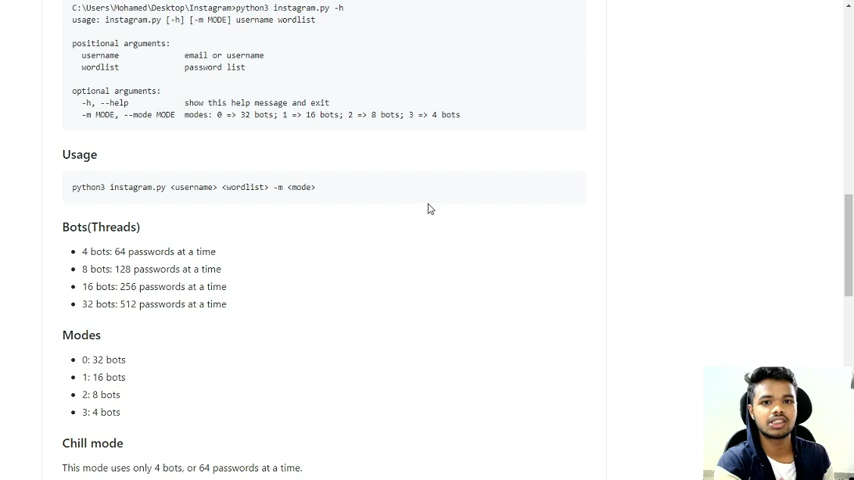 C:\Users\Mohamed\Desktop\Instagram>python3 instagram.py -h
usage: instagram.py [-h] [-m MODE] username wordlist
positional arguments:
username email or username
wordlist password list
optional arguments:
-h, --help show this help message and exit
-m MODE, --mode MODE modes: 0 => 32 bots; 1 => 16 bots; 2 => 8 bots; 3 => 4 bots
Usage
python3 instagram.py <username> <wordlist> -m <mode>
Bots(Threads)
4 bots: 64 passwords at a time
8 bots: 128 passwords at a time
16 bots: 256 passwords at a time
32 bots: 512 passwords at a time
Modes
0: 32 bots
1: 16 bots
2: 8 bots
3: 4 bots
Chill mode
This mode uses only 4 bots, or 64 passwords at a time.